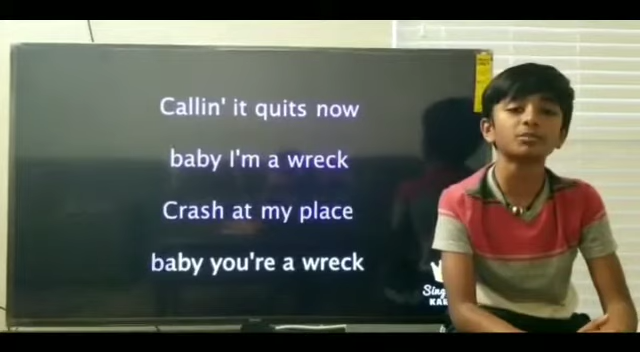 Callin' it quits now
baby I'm a wreck
Crash at my place
baby you're a wreck